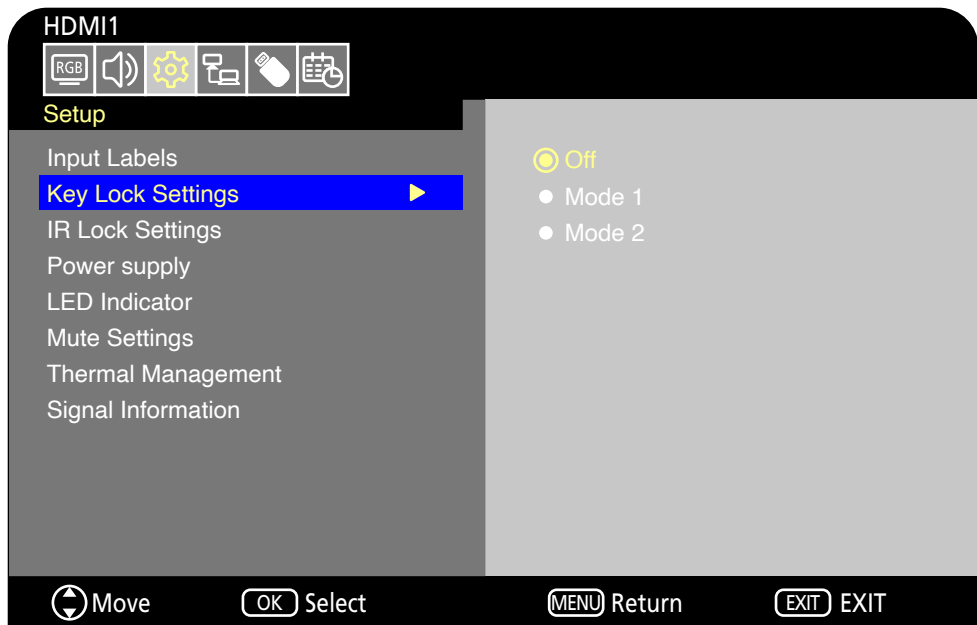 HDMI1
RGB
Setup
Input Labels
Key Lock Settings
IR Lock Settings
Power supply
LED Indicator
Mute Settings
Thermal Management
Signal Information
Off
Mode 1
Mode 2
Move OK Select MENU Return EXIT EXIT